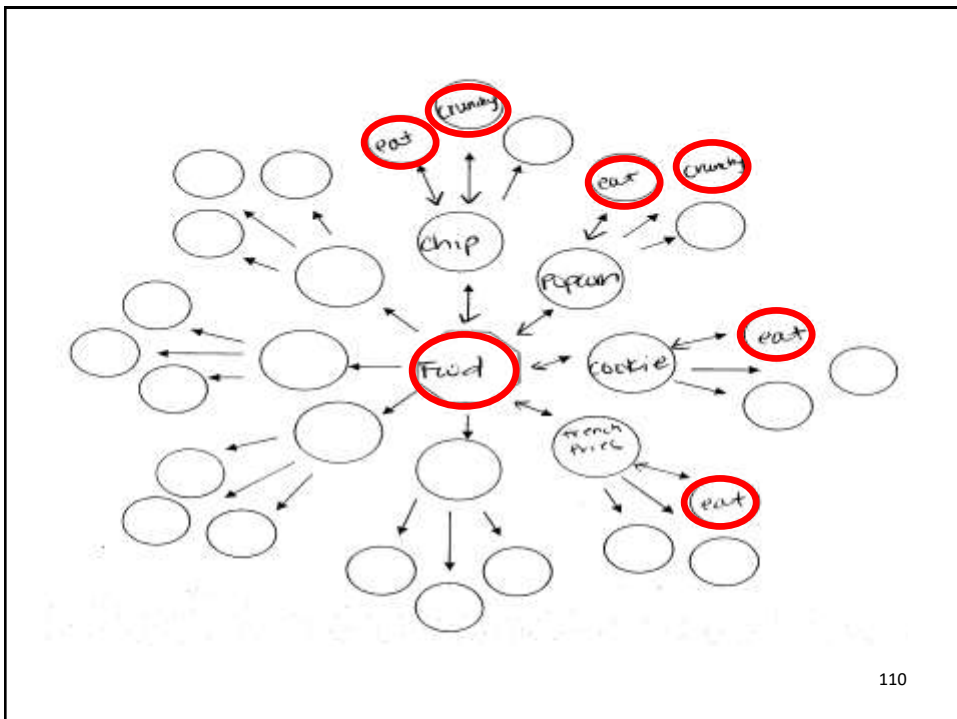 crunchy
eat
eat
crunchy
chip
popcorn
eat
Food
cookie
french
fries
eat
110